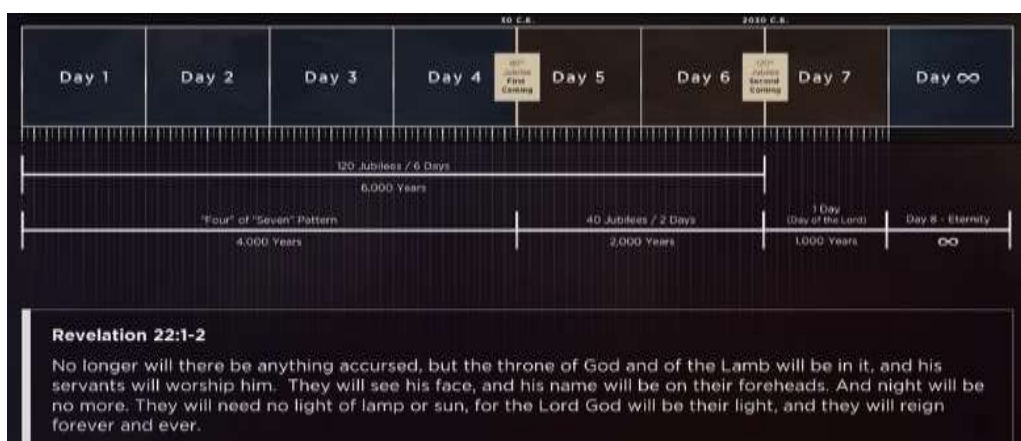 30 C.E.
2030 C.E.
Day 1
Day 2
Day 3
Day 4
80th
Jubilee
First
Coming
Day 5
Day 6
120th
Jubilee
Second
Coming
Day 7
Day ∞
120 Jubilees / 6 Days
6,000 Years
"Four" of "Seven" Pattern
4,000 Years
40 Jubilees / 2 Days
2,000 Years
1 Day
(Day of the Lord)
1,000 Years
Day 8 - Eternity
∞
Revelation 22:1-2
No longer will there be anything accursed, but the throne of God and of the Lamb will be in it, and his
servants will worship him. They will see his face, and his name will be on their foreheads. And night will be
no more. They will need no light of lamp or sun, for the Lord God will be their light, and they will reign
forever and ever.